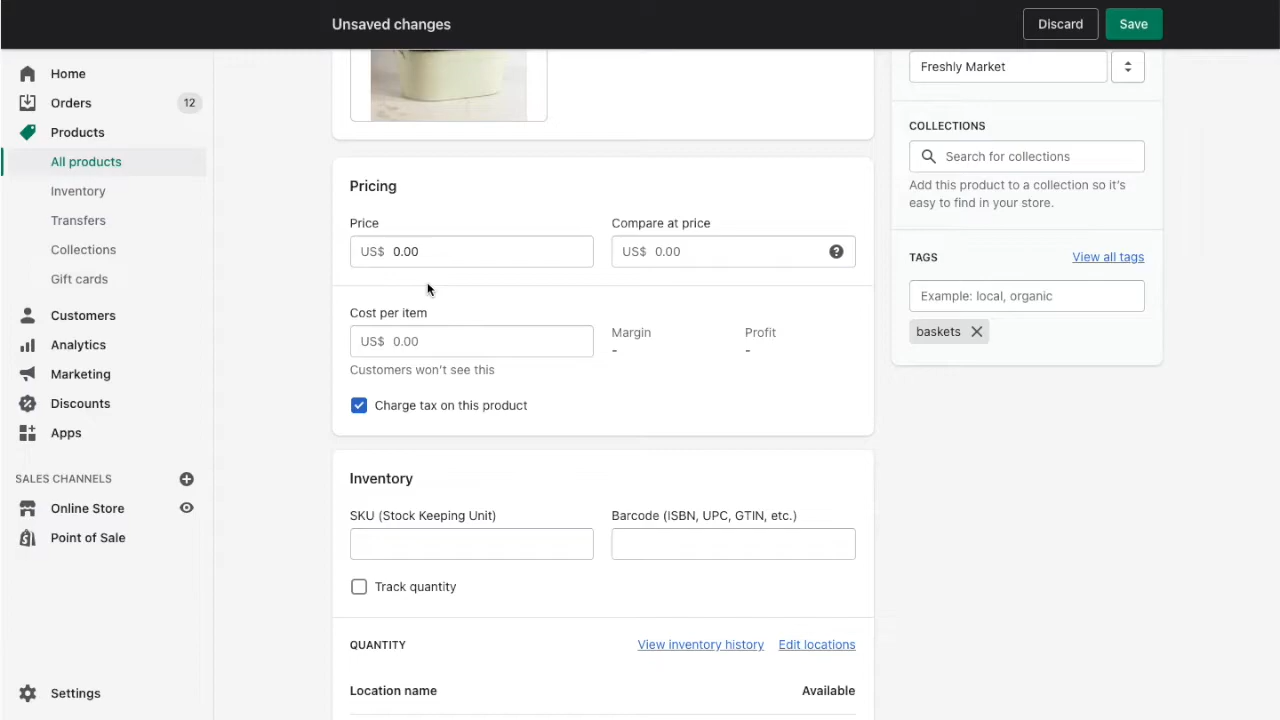 Unsaved changes
Discard
Save
Home
Orders
12
Products
All products
Inventory
Transfers
Collections
Gift cards
Customers
Analytics
Marketing
Discounts
Apps
SALES CHANNELS
Online Store
Point of Sale
Settings
Pricing
Price
US$ 0.00
Compare at price
US$ 0.00
Cost per item
US$ 0.00
Customers won't see this
Margin
-
Profit
-
Charge tax on this product
Inventory
SKU (Stock Keeping Unit)
Barcode (ISBN, UPC, GTIN, etc.)
Track quantity
QUANTITY
View inventory history
Edit locations
Location name
Available
Freshly Market
COLLECTIONS
Search for collections
Add this product to a collection so it's
easy to find in your store.
TAGS
View all tags
Example: local, organic
baskets